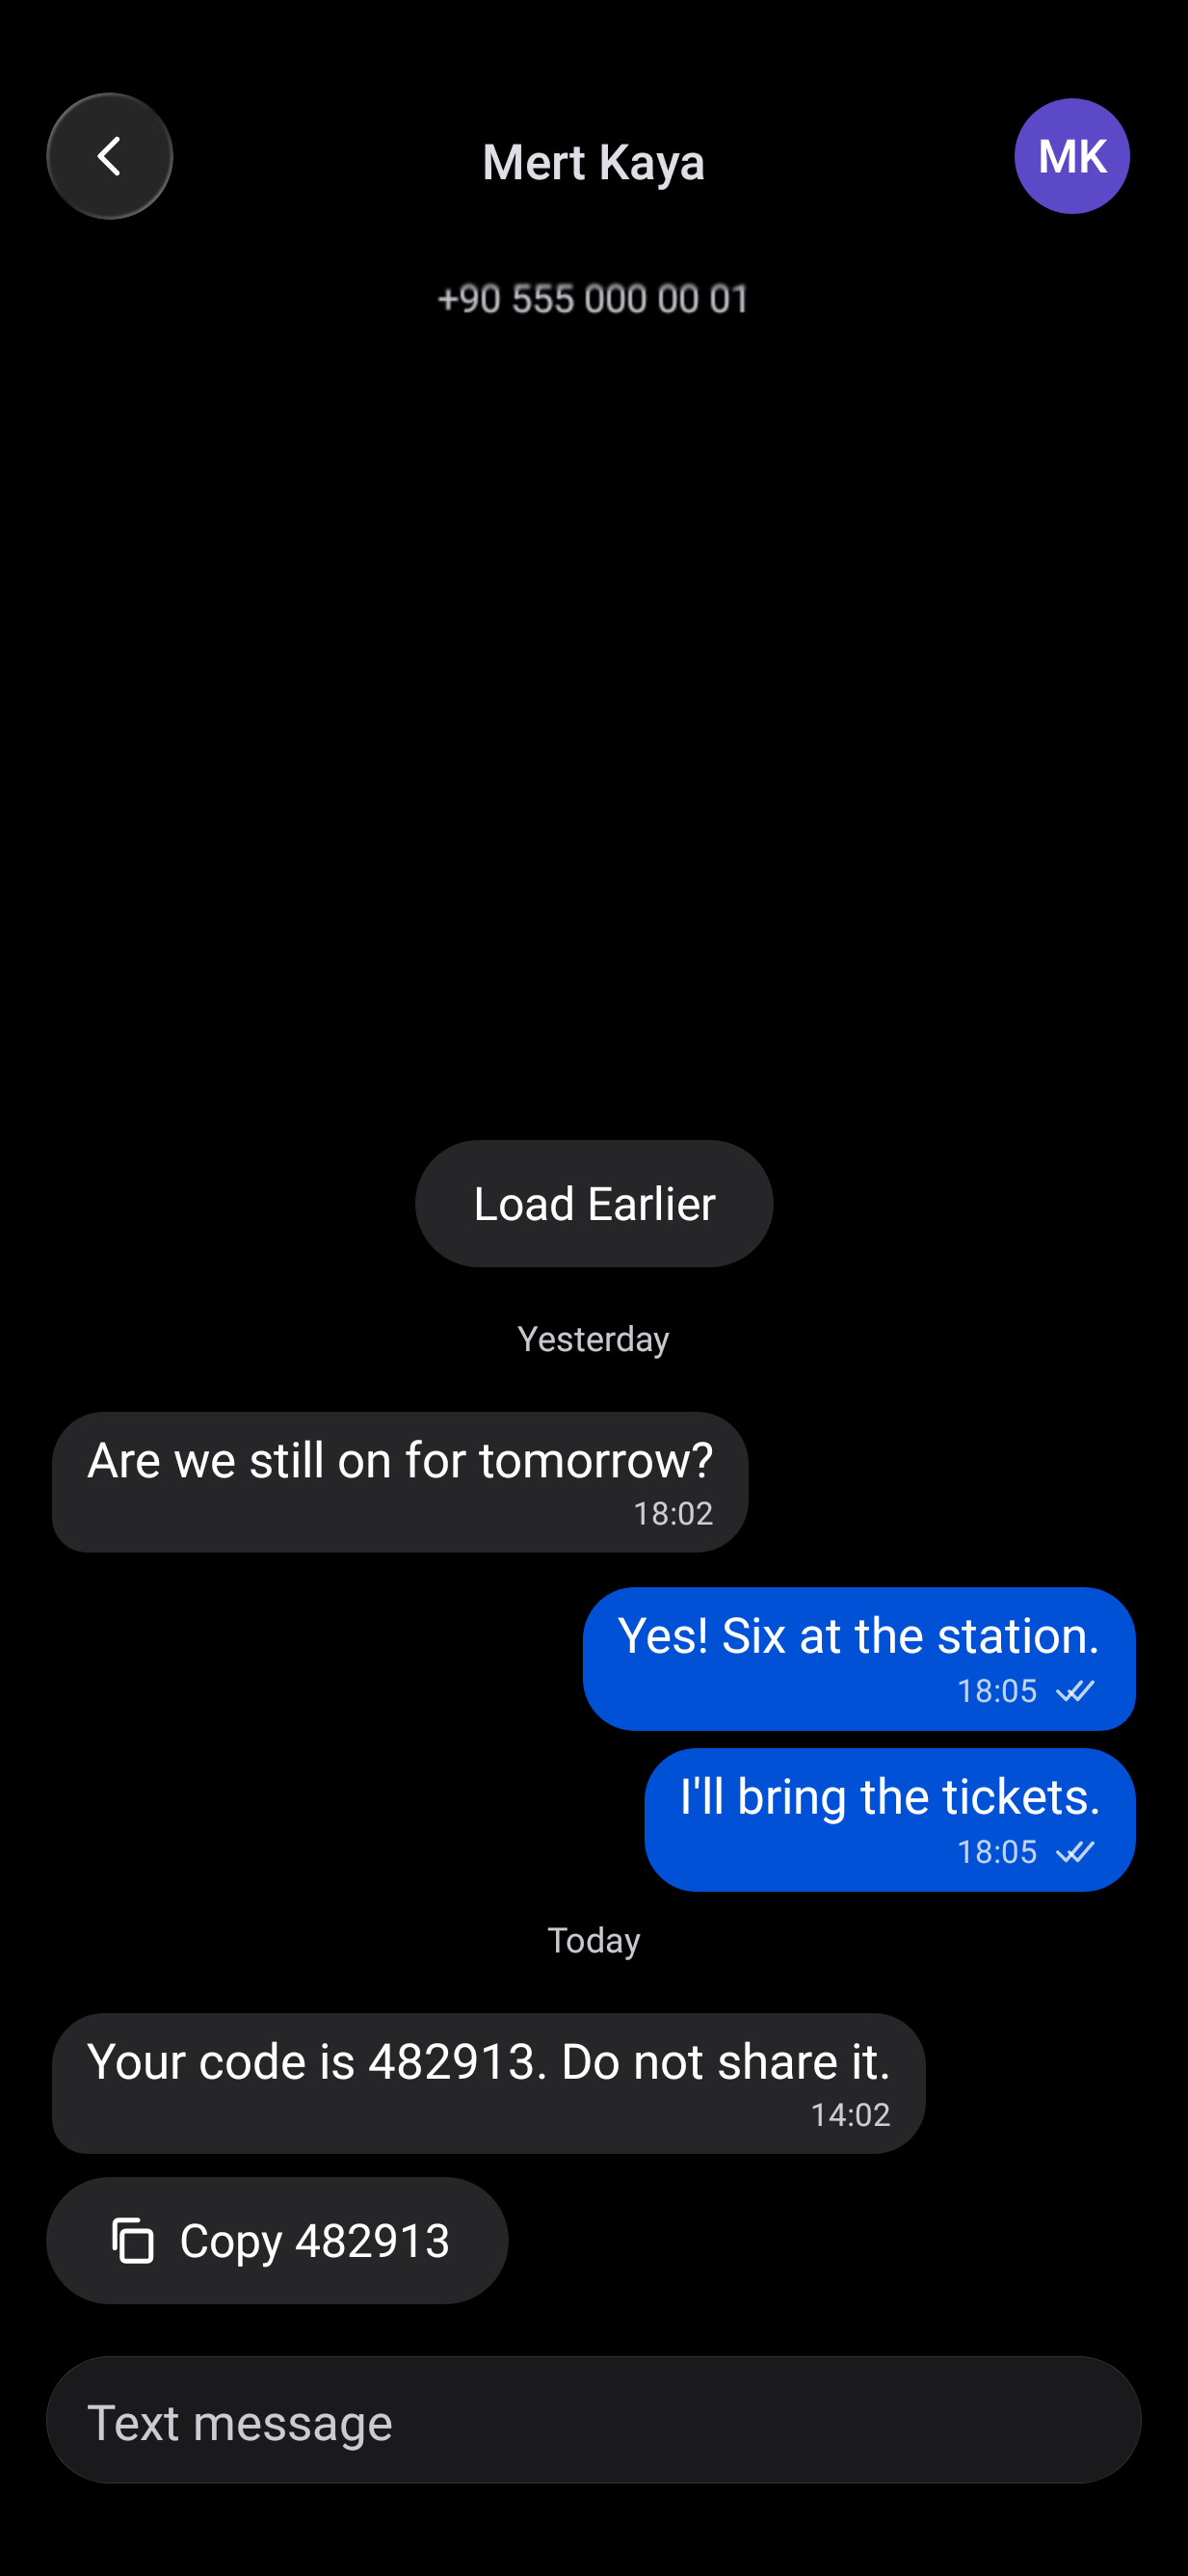 Mert Kaya
MK
+90 555 000 00 01
Load Earlier
Yesterday
Are we still on for tomorrow?
18:02
Yes! Six at the station.
18:05
I'll bring the tickets.
18:05
Today
Your code is 482913. Do not share it.
14:02
Copy 482913
Text message